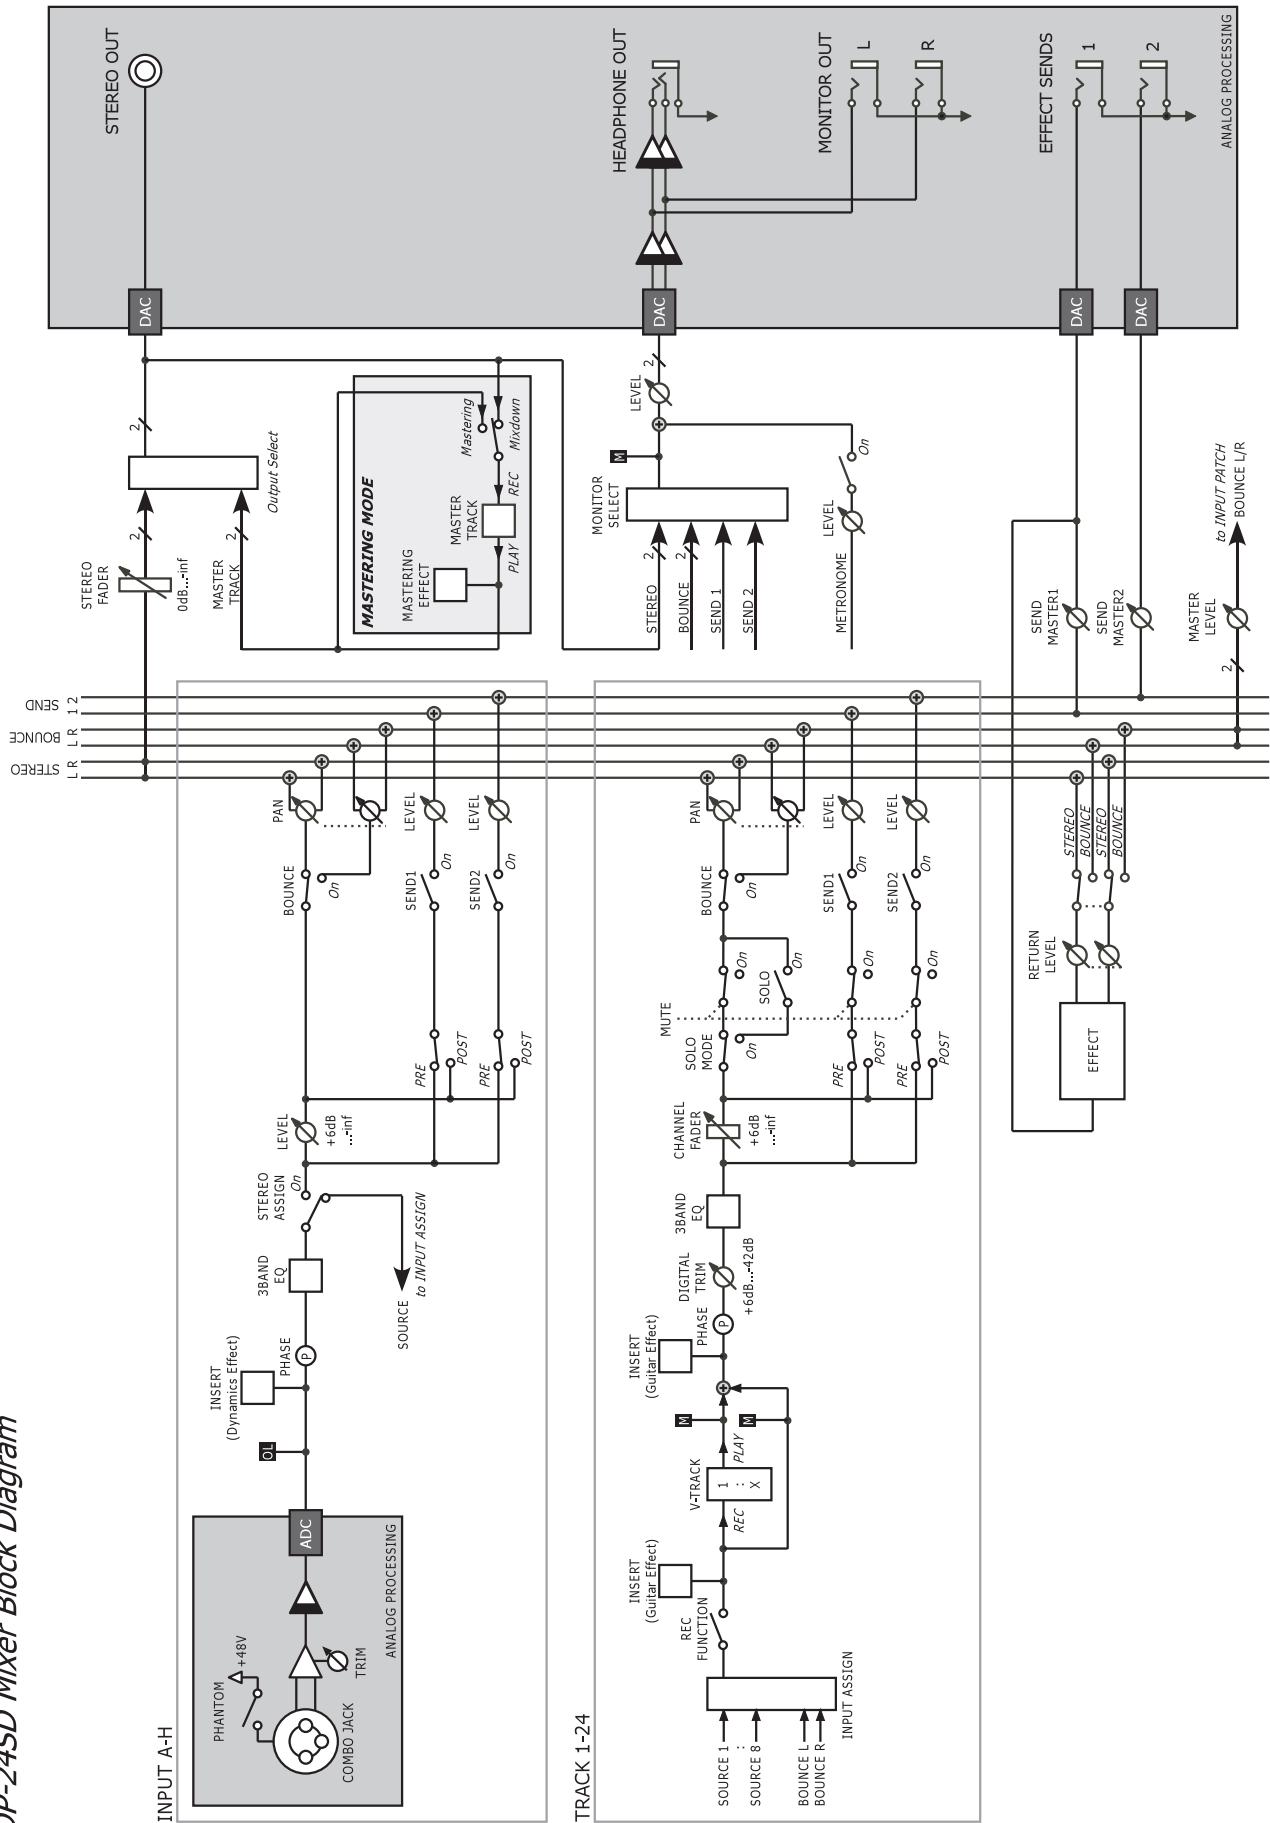 DP-24SD Mixer Block Diagram
INPUT A-H
PHANTOM
+48V
COMBO JACK
TRIM
ANALOG PROCESSING
ADC
OL
INSERT
(Dynamics Effect)
PHASE
P
3BAND
EQ
STEREO
ASSIGN
On
SOURCE
to INPUT ASSIGN
LEVEL
+6dB
...-inf
PRE
POST
PRE
POST
BOUNCE
On
SEND1
On
SEND2
On
PAN
LEVEL
LEVEL
TRACK 1-24
SOURCE 1
:
SOURCE 8
BOUNCE L
BOUNCE R
INPUT ASSIGN
REC
FUNCTION
INSERT
(Guitar Effect)
REC
V-TRACK
1
:
X
PLAY
M
M
INSERT
(Guitar Effect)
PHASE
P
DIGITAL
TRIM
+6dB...-42dB
3BAND
EQ
CHANNEL
FADER
+6dB
...-inf
SOLO
MODE
On
MUTE
On
SOLO
On
PRE
POST
On
PRE
POST
On
BOUNCE
On
SEND1
On
SEND2
On
PAN
LEVEL
LEVEL
EFFECT
RETURN
LEVEL
STEREO
BOUNCE
STEREO
BOUNCE
STEREO
L R
BOUNCE
L R
SEND
1 2
STEREO
FADER
0dB...-inf
2
MASTER
TRACK
2
Output Select
2
MASTERING MODE
MASTERING
EFFECT
MASTER
TRACK
PLAY
REC
Mastering
Mixdown
STEREO
2
BOUNCE
2
SEND 1
SEND 2
MONITOR
SELECT
M
METRONOME
LEVEL
On
LEVEL
2
SEND
MASTER1
SEND
MASTER2
MASTER
LEVEL
2
to INPUT PATCH
BOUNCE L/R
DAC
DAC
DAC
DAC
STEREO OUT
HEADPHONE OUT
MONITOR OUT
L
R
EFFECT SENDS
1
2
ANALOG PROCESSING